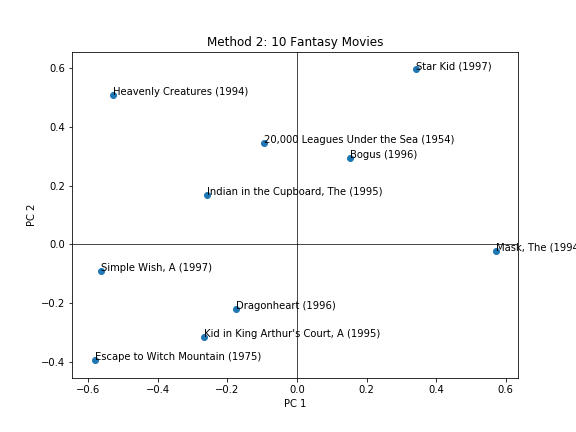 Method 2: 10 Fantasy Movies
Star Kid (1997)
Heavenly Creatures (1994)
20,000 Leagues Under the Sea (1954)
Bogus (1996)
Indian in the Cupboard, The (1995)
Mask, The (1994
Simple Wish, A (1997)
Dragonheart (1996)
Kid in King Arthur's Court, A (1995)
Escape to Witch Mountain (1975)
PC 2
0.6
0.4
0.2
0.0
−0.2
−0.4
−0.6 −0.4 −0.2 0.0 0.2 0.4 0.6
PC 1